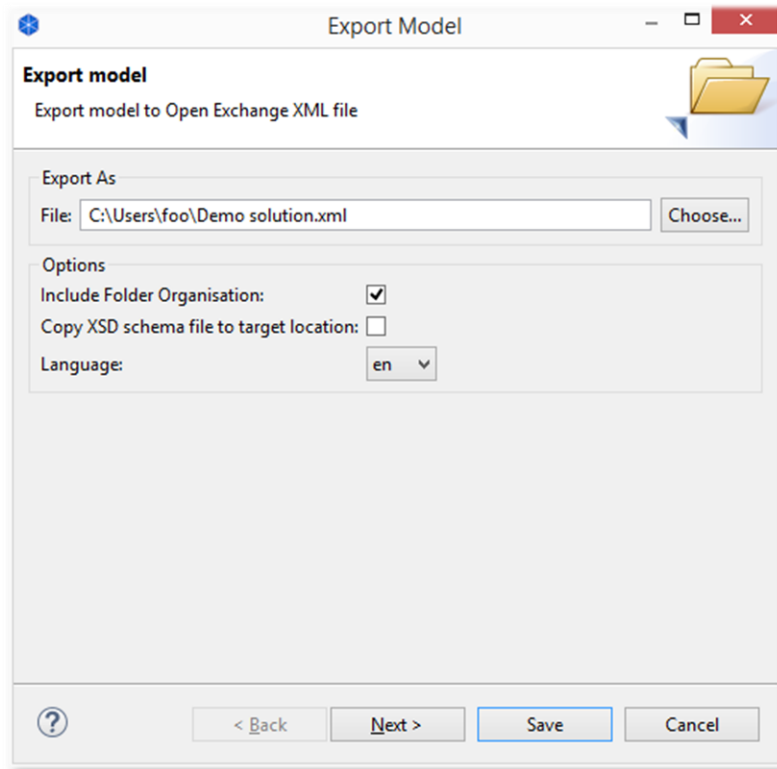 Export Model
Export model
Export model to Open Exchange XML file
Export As
File: C:\Users\foo\Demo solution.xml Choose...
Options
Include Folder Organisation:
Copy XSD schema file to target location:
Language: en
? < Back Next > Save Cancel